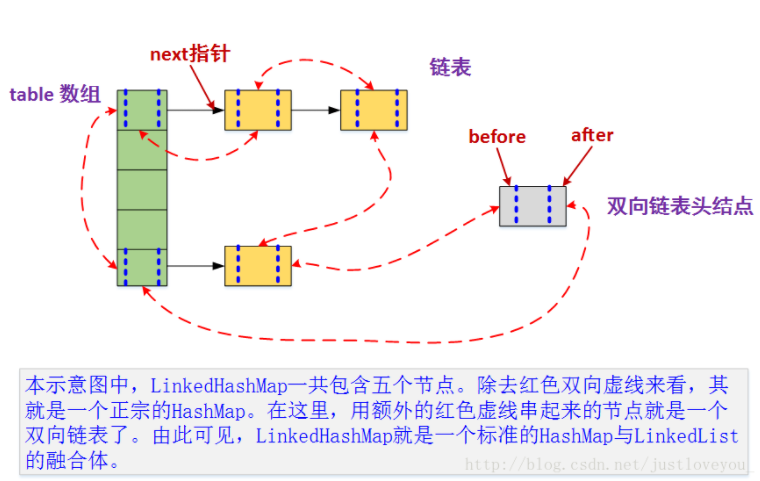 next指针
链表
table 数组
before
after
双向链表头结点
本示意图中，LinkedHashMap一共包含五个节点。除去红色双向虚线来看，其
就是一个正宗的HashMap。在这里，用额外的红色虚线串起来的节点就是一个
双向链表了。由此可见，LinkedHashMap就是一个标准的HashMap与LinkedList
的融合体。
http://blog.csdn.net/justloveyou_